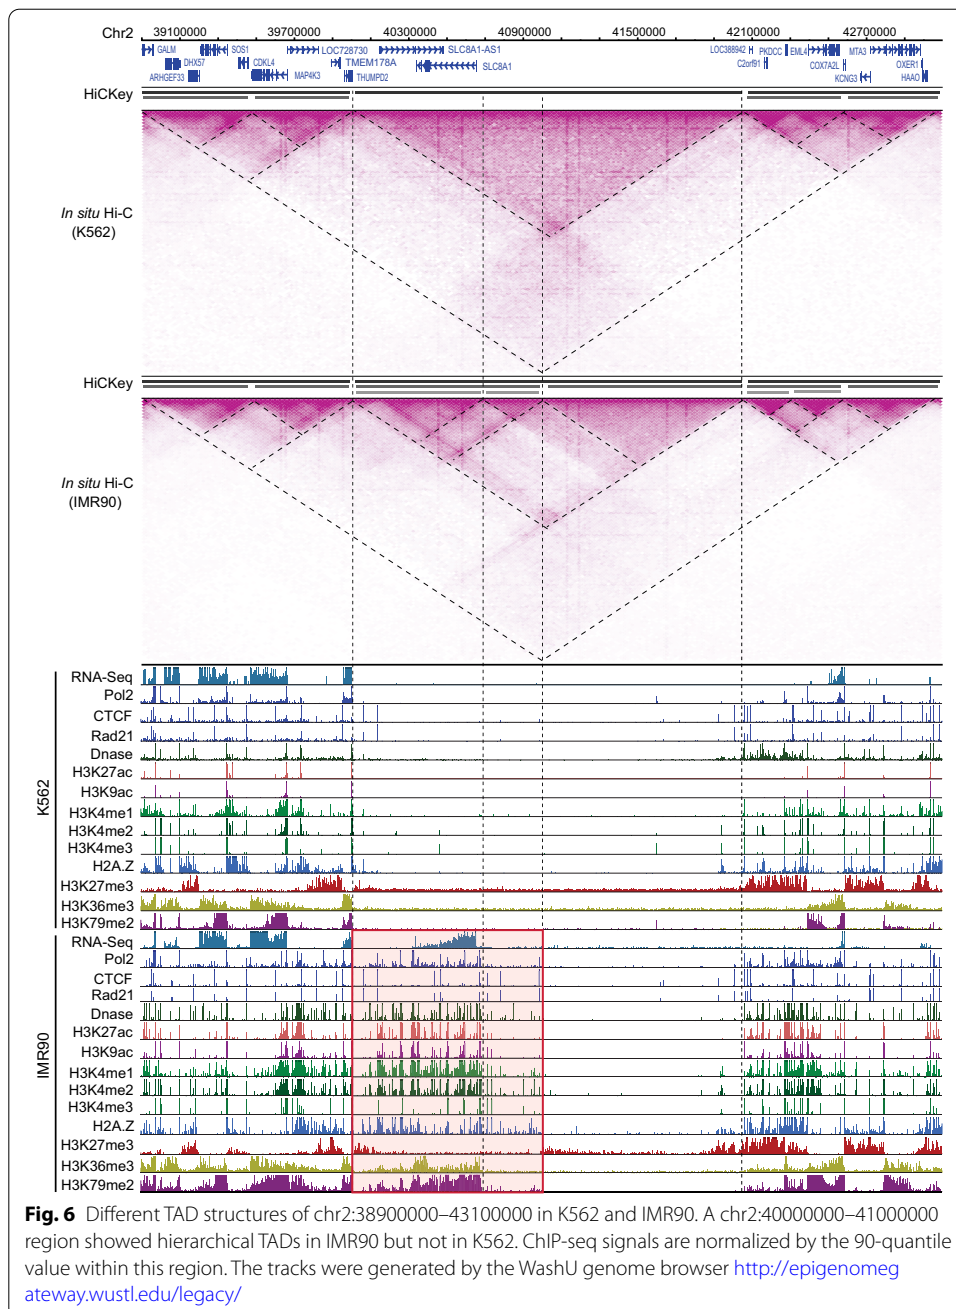 Chr2
39100000 39700000 40300000 40900000 41500000 42100000 42700000
GALM SOS1 LOC728730 SLC8A1-AS1 LOC388942 PKDCC EML4 MTA3
DHX57 CDKL4 TMEM178A SLC8A1 C2orf91 COX7A2L OXER1
ARHGEF33 MAP4K3 THUMPD2 KCNG3 HAAO
HiCKey
In situ Hi-C
(K562)
HiCKey
In situ Hi-C
(IMR90)
K562
RNA-Seq
Pol2
CTCF
Rad21
Dnase
H3K27ac
H3K9ac
H3K4me1
H3K4me2
H3K4me3
H2A.Z
H3K27me3
H3K36me3
H3K79me2
IMR90
RNA-Seq
Pol2
CTCF
Rad21
Dnase
H3K27ac
H3K9ac
H3K4me1
H3K4me2
H3K4me3
H2A.Z
H3K27me3
H3K36me3
H3K79me2
Fig. 6 Different TAD structures of chr2:38900000–43100000 in K562 and IMR90. A chr2:40000000–41000000
region showed hierarchical TADs in IMR90 but not in K562. ChIP-seq signals are normalized by the 90-quantile
value within this region. The tracks were generated by the WashU genome browser http://epigenomeg
ateway.wustl.edu/legacy/